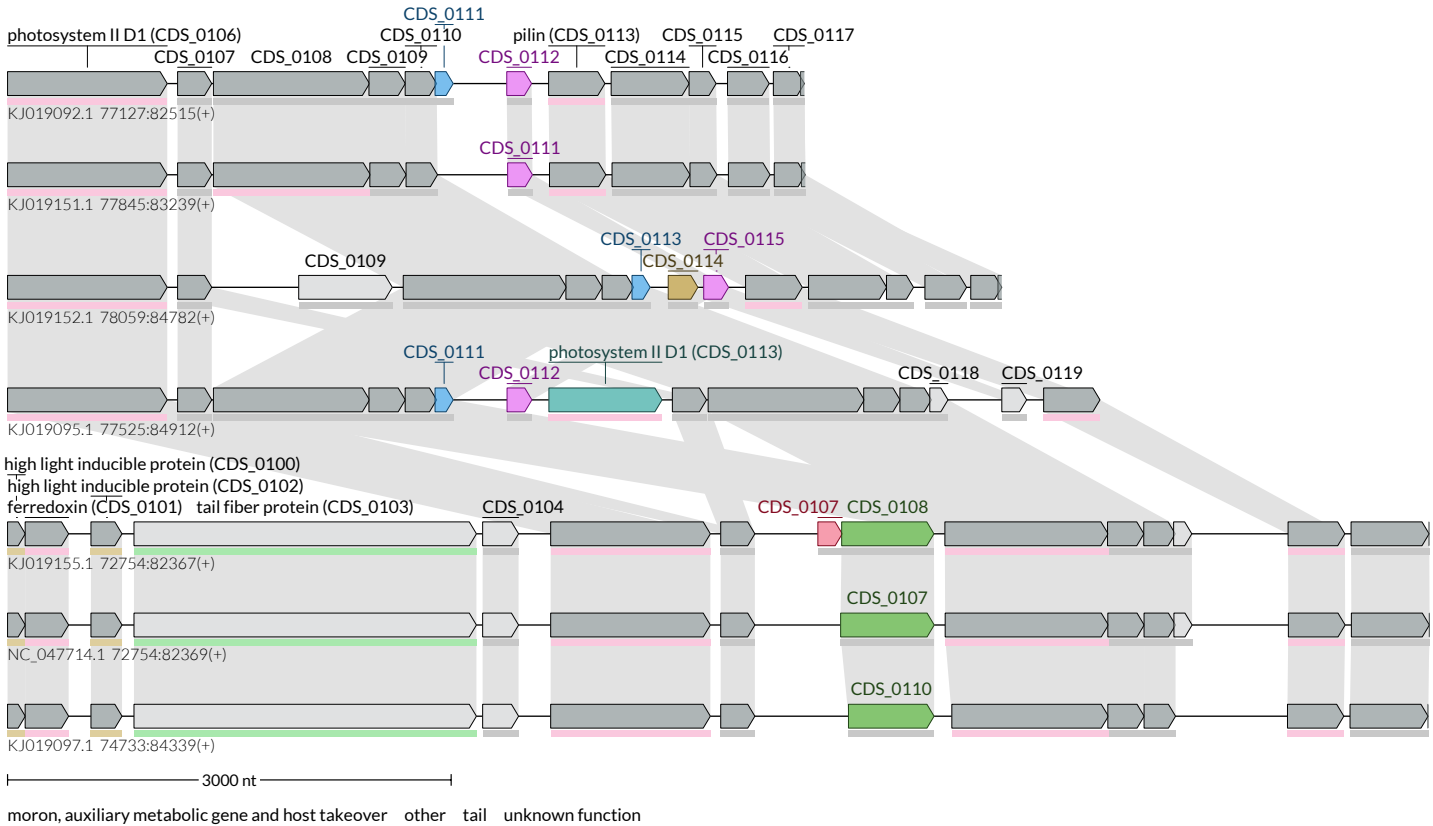 CDS_0111
photosystem II D1 (CDS_0106) CDS_0110 pilin (CDS_0113) CDS_0115 CDS_0117
CDS_0107 CDS_0108 CDS_0109 CDS_0112 CDS_0114 CDS_0116
KJ019092.1 77127:82515(+)
CDS_0111
KJ019151.1 77845:83239(+)
CDS_0113 CDS_0115
CDS_0109 CDS_0114
KJ019152.1 78059:84782(+)
CDS_0111 photosystem II D1 (CDS_0113)
CDS_0112 CDS_0118 CDS_0119
KJ019095.1 77525:84912(+)
high light inducible protein (CDS_0100)
high light inducible protein (CDS_0102)
ferredoxin (CDS_0101) tail fiber protein (CDS_0103) CDS_0104 CDS_0107 CDS_0108
KJ019155.1 72754:82367(+)
CDS_0107
NC_047714.1 72754:82369(+)
CDS_0110
KJ019097.1 74733:84339(+)
3000 nt
moron, auxiliary metabolic gene and host takeover other tail unknown function